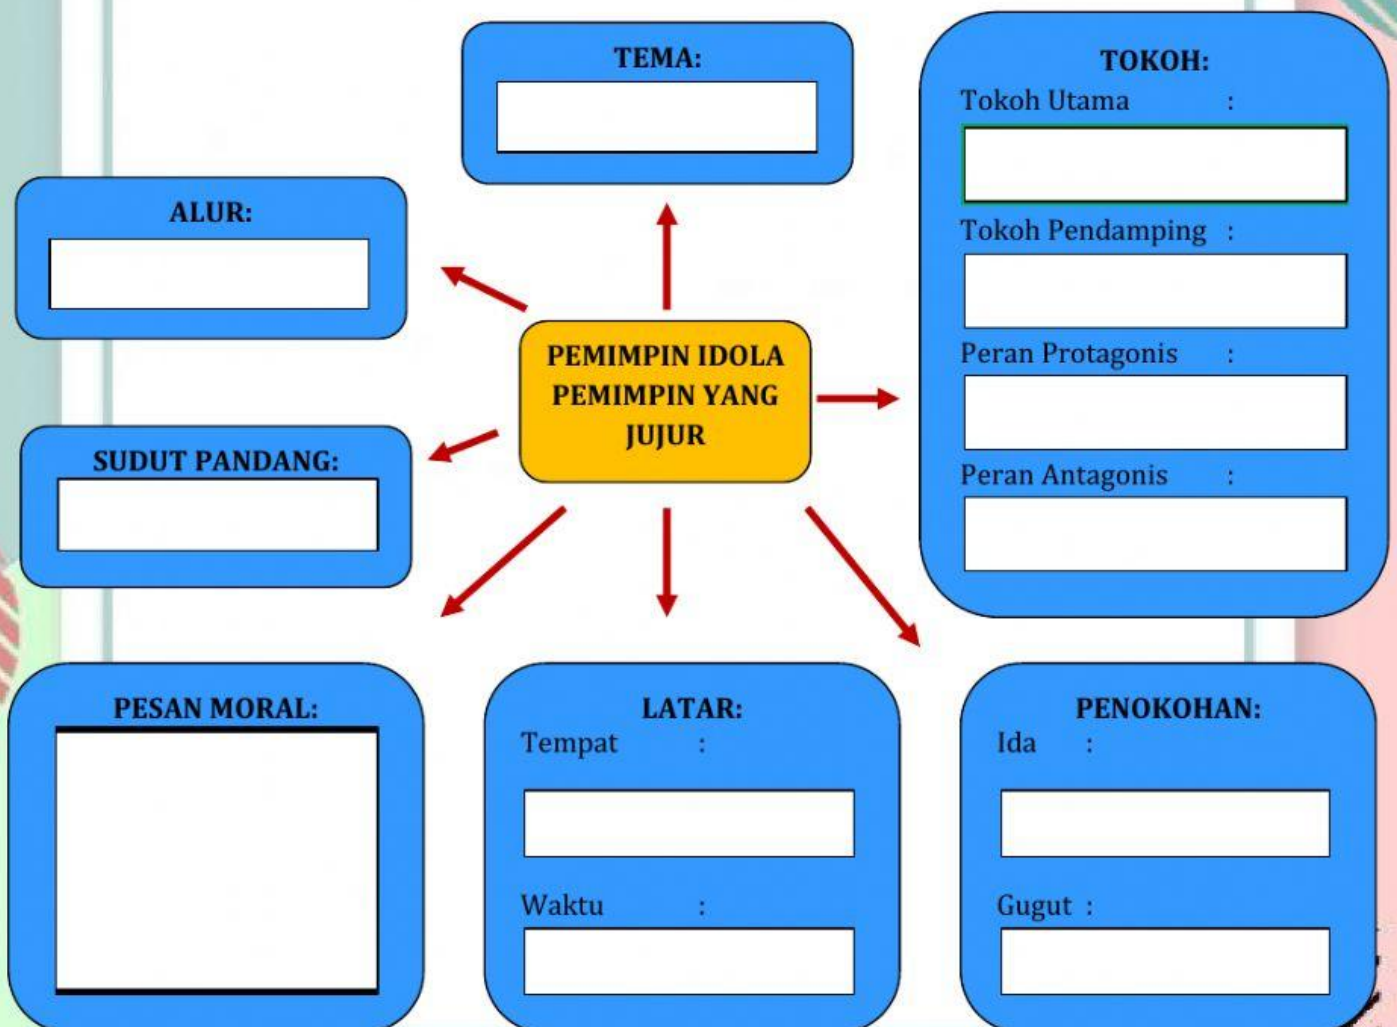 TEMA:
TOKOH:
Tokoh Utama :
Tokoh Pendamping :
Peran Protagonis :
Peran Antagonis :
ALUR:
PEMIMPIN IDOLA
PEMIMPIN YANG
JUJUR
SUDUT PANDANG:
PESAN MORAL:
LATAR:
Tempat :
Waktu :
PENOKOHAN:
Ida :
Gugut :